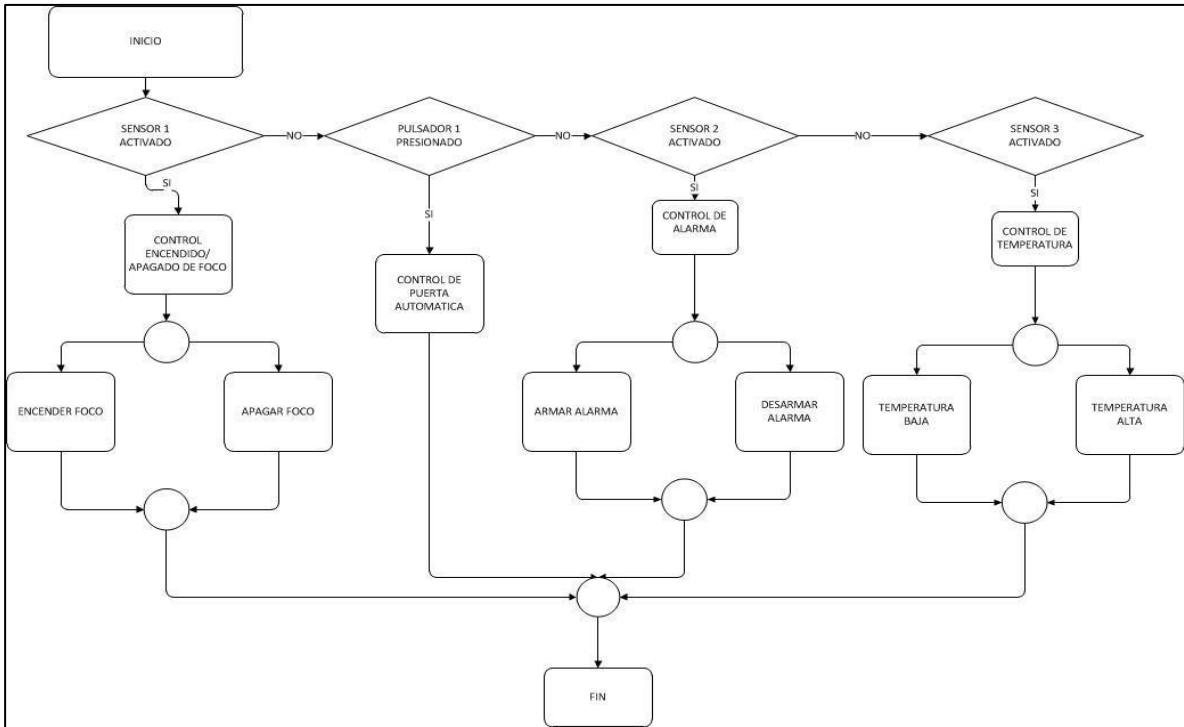 INICIO
SENSOR 1
ACTIVADO
NO
PULSADOR 1
PRESIONADO
NO
SENSOR 2
ACTIVADO
NO
SENSOR 3
ACTIVADO
SI
SI
SI
SI
CONTROL
ENCENDIDO/
APAGADO DE FOCO
CONTROL DE
PUERTA
AUTOMATICA
CONTROL DE
ALARMA
CONTROL DE
TEMPERATURA
ENCENDER FOCO
APAGAR FOCO
ARMAR ALARMA
DESARMAR
ALARMA
TEMPERATURA
BAJA
TEMPERATURA
ALTA
FIN